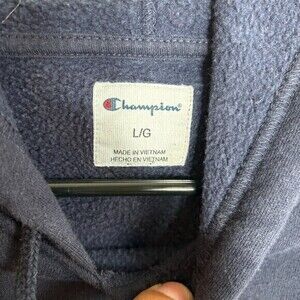 Champion
L/G
MADE IN VIETNAM
HECHO EN VIETNAM